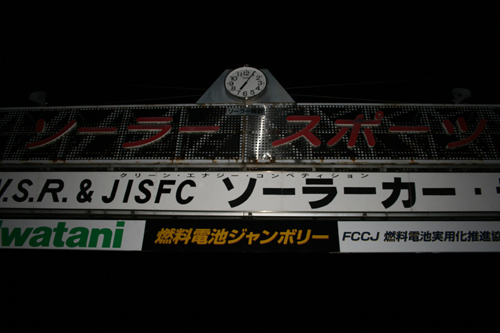 ソーラー スポーツ
グリーン・エナジー・コンペティション
W.S.R. & JISFC ソーラーカー・
Iwatani 燃料電池ジャンボリー FCCJ 燃料電池実用化推進協